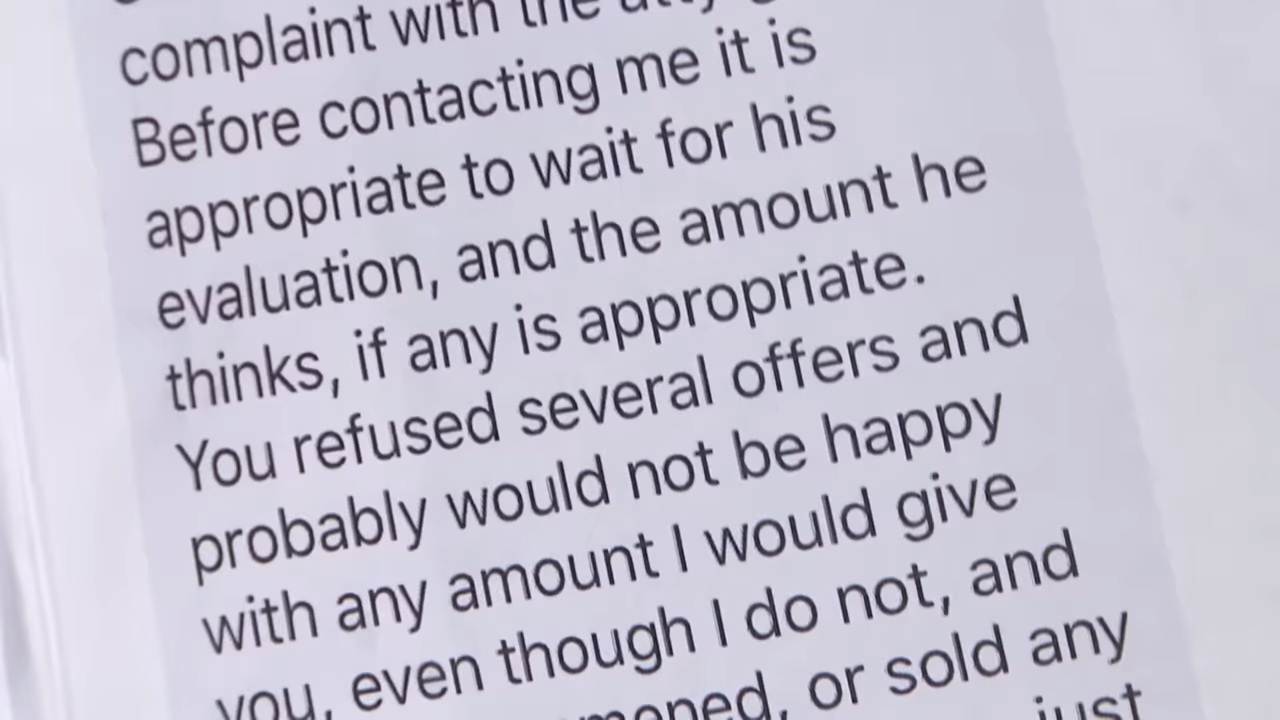 complaint with the
Before contacting me it is
appropriate to wait for his
evaluation, and the amount he
thinks, if any is appropriate.
You refused several offers and
probably would not be happy
with any amount I would give
you, even though I do not, and
or sold any
just